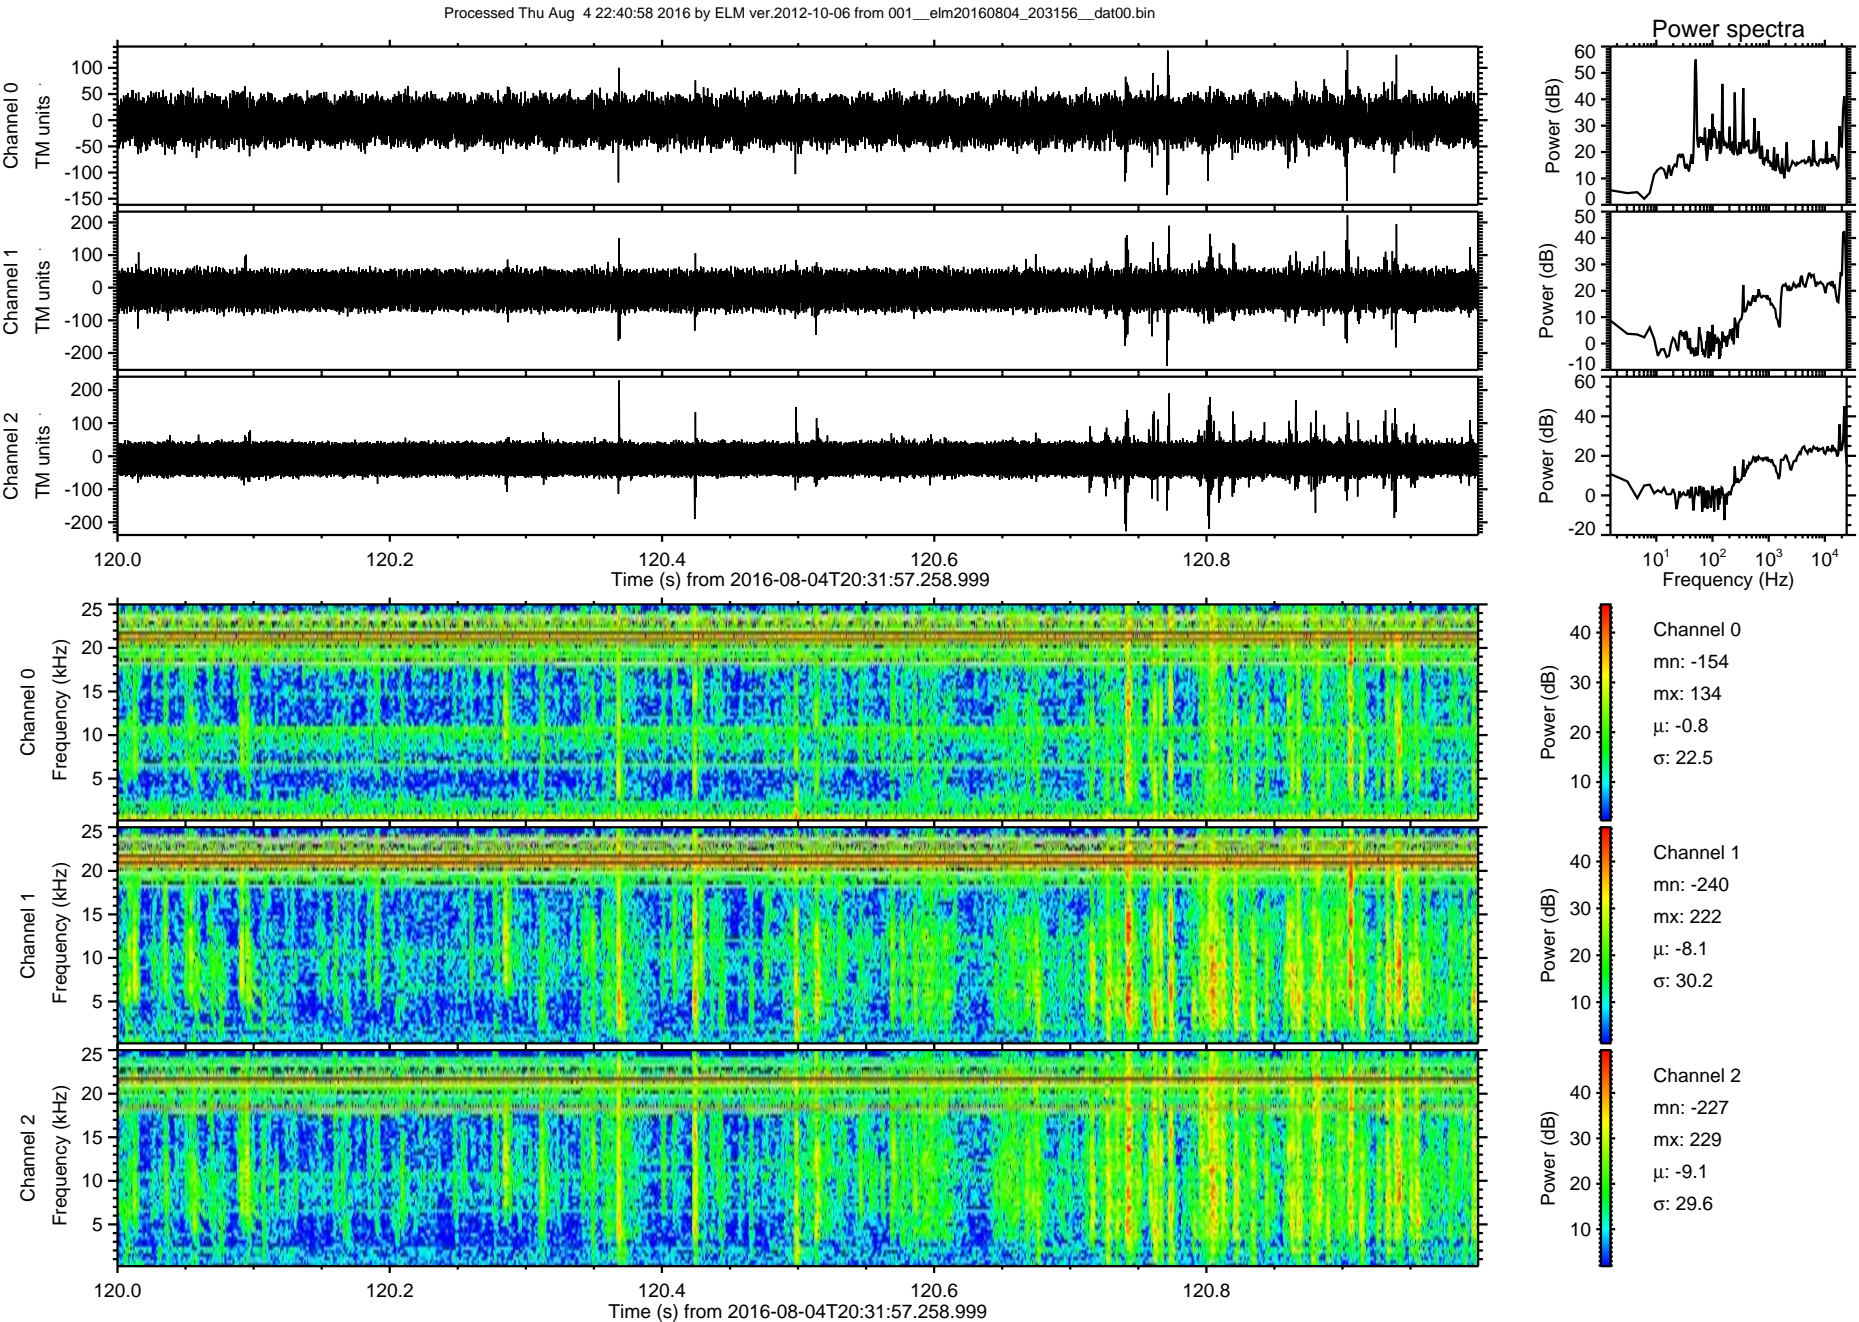 Processed Thu Aug  4 22:40:58 2016 by ELM ver.2012-10-06 from 001__elm20160804_203156__dat00.bin
Power spectra
Channel 0
TM units
100
50
0
-50
-100
-150
Power (dB)
60
50
40
30
20
10
0
Channel 1
TM units
200
100
0
-100
-200
Power (dB)
50
40
30
20
10
0
-10
Channel 2
TM units
200
100
0
-100
-200
Power (dB)
60
40
20
0
-20
120.0 120.2 120.4 120.6 120.8
Time (s) from 2016-08-04T20:31:57.258.999
10¹ 10² 10³ 10⁴
Frequency (Hz)
Channel 0
Frequency (kHz)
25
20
15
10
5
Power (dB)
40
30
20
10
Channel 0
mn: -154
mx: 134
μ: -0.8
σ: 22.5
Channel 1
Frequency (kHz)
25
20
15
10
5
Power (dB)
40
30
20
10
Channel 1
mn: -240
mx: 222
μ: -8.1
σ: 30.2
Channel 2
Frequency (kHz)
25
20
15
10
5
Power (dB)
40
30
20
10
Channel 2
mn: -227
mx: 229
μ: -9.1
σ: 29.6
120.0 120.2 120.4 120.6 120.8
Time (s) from 2016-08-04T20:31:57.258.999